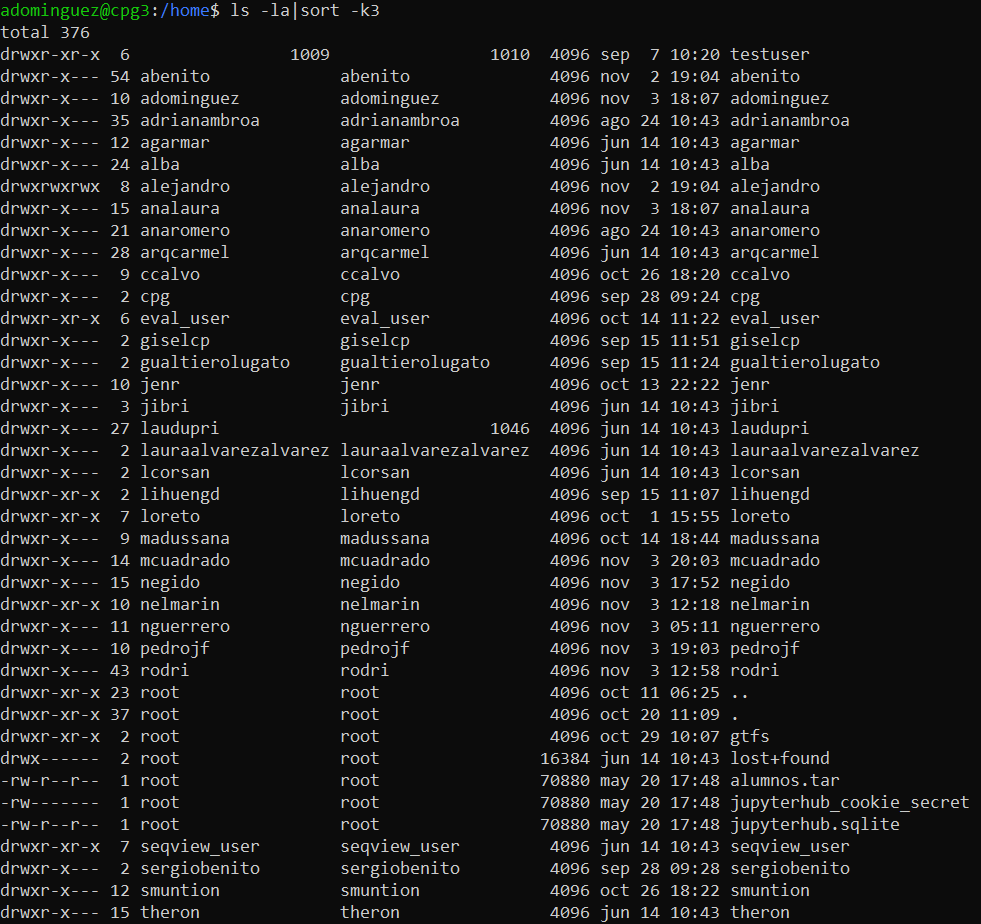 adominguez@cpg3:/home$ ls -la|sort -k3
total 376
drwxr-xr-x  6                1009                1010  4096 sep  7 10:20 testuser
drwxr-x--- 54 abenito             abenito              4096 nov  2 19:04 abenito
drwxr-x--- 10 adominguez          adominguez           4096 nov  3 18:07 adominguez
drwxr-x--- 35 adrianambroa        adrianambroa         4096 ago 24 10:43 adrianambroa
drwxr-x--- 12 agarmar             agarmar              4096 jun 14 10:43 agarmar
drwxr-x--- 24 alba                alba                 4096 jun 14 10:43 alba
drwxrwxrwx  8 alejandro           alejandro            4096 nov  2 19:04 alejandro
drwxr-x--- 15 analaura            analaura             4096 nov  3 18:07 analaura
drwxr-x--- 21 anaromero           anaromero            4096 ago 24 10:43 anaromero
drwxr-x--- 28 arqcarmel           arqcarmel            4096 jun 14 10:43 arqcarmel
drwxr-x---  9 ccalvo              ccalvo               4096 oct 26 18:20 ccalvo
drwxr-x---  2 cpg                 cpg                  4096 sep 28 09:24 cpg
drwxr-xr-x  6 eval_user           eval_user            4096 oct 14 11:22 eval_user
drwxr-x---  2 giselcp             giselcp              4096 sep 15 11:51 giselcp
drwxr-x---  2 gualtierolugato     gualtierolugato      4096 sep 15 11:24 gualtierolugato
drwxr-x--- 10 jenr                jenr                 4096 oct 13 22:22 jenr
drwxr-x---  3 jibri               jibri                4096 jun 14 10:43 jibri
drwxr-x--- 27 laudupri                            1046  4096 jun 14 10:43 laudupri
drwxr-x---  2 lauraalvarezalvarez lauraalvarezalvarez  4096 jun 14 10:43 lauraalvarezalvarez
drwxr-x---  2 lcorsan             lcorsan              4096 jun 14 10:43 lcorsan
drwxr-xr-x  2 lihuengd            lihuengd             4096 sep 15 11:07 lihuengd
drwxr-xr-x  7 loreto              loreto               4096 oct  1 15:55 loreto
drwxr-x---  9 madussana           madussana            4096 oct 14 18:44 madussana
drwxr-x--- 14 mcuadrado           mcuadrado            4096 nov  3 20:03 mcuadrado
drwxr-x--- 15 negido              negido               4096 nov  3 17:52 negido
drwxr-xr-x 10 nelmarin            nelmarin             4096 nov  3 12:18 nelmarin
drwxr-x--- 11 nguerrero           nguerrero            4096 nov  3 05:11 nguerrero
drwxr-x--- 10 pedrojf             pedrojf              4096 nov  3 19:03 pedrojf
drwxr-x--- 43 rodri               rodri                4096 nov  3 12:58 rodri
drwxr-xr-x 23 root                root                 4096 oct 11 06:25 ..
drwxr-xr-x 37 root                root                 4096 oct 20 11:09 .
drwxr-xr-x  2 root                root                 4096 oct 29 10:07 gtfs
drwx------  2 root                root                16384 jun 14 10:43 lost+found
-rw-r--r--  1 root                root                70880 may 20 17:48 alumnos.tar
-rw-------  1 root                root                70880 may 20 17:48 jupyterhub_cookie_secret
-rw-r--r--  1 root                root                70880 may 20 17:48 jupyterhub.sqlite
drwxr-xr-x  7 seqview_user        seqview_user         4096 jun 14 10:43 seqview_user
drwxr-x---  2 sergiobenito        sergiobenito         4096 sep 28 09:28 sergiobenito
drwxr-x--- 12 smuntion            smuntion             4096 oct 26 18:22 smuntion
drwxr-x--- 15 theron              theron               4096 jun 14 10:43 theron